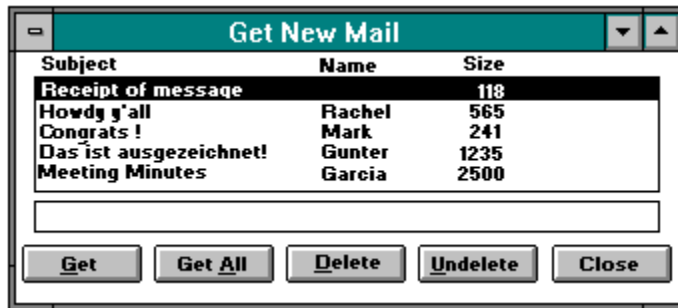 Get New Mail
Subject Name Size
Receipt of message 118
Howdy y'all Rachel 565
Congrats ! Mark 241
Das ist ausgezeichnet! Gunter 1235
Meeting Minutes Garcia 2500
Get Get All Delete Undelete Close